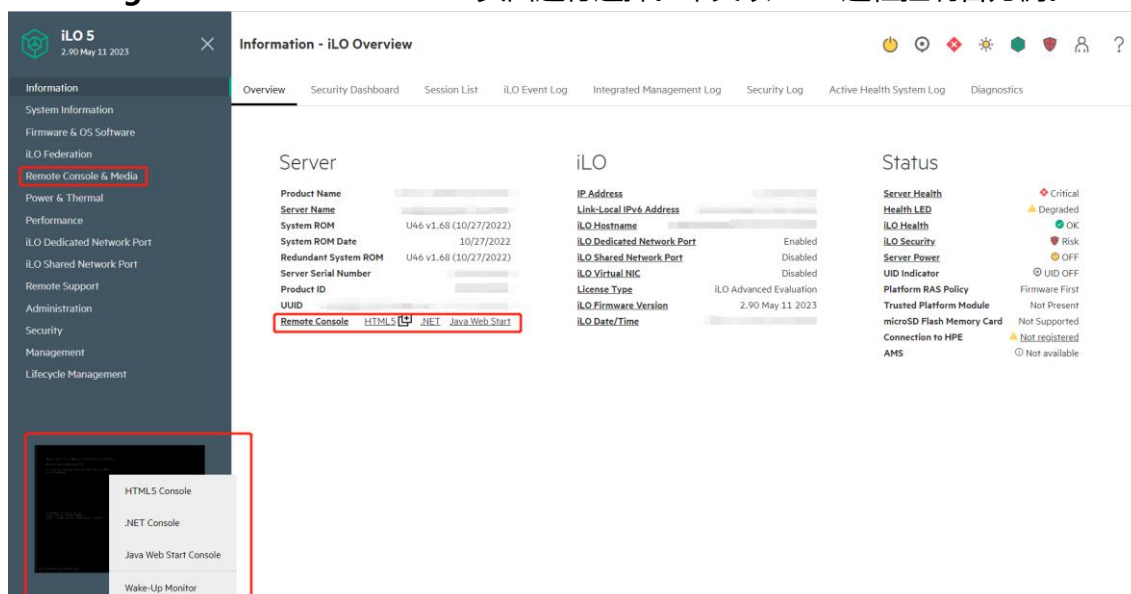 iLO 5
2.90 May 11 2023
Information - iLO Overview
Information
System Information
Firmware & OS Software
iLO Federation
Remote Console & Media
Power & Thermal
Performance
iLO Dedicated Network Port
iLO Shared Network Port
Remote Support
Administration
Security
Management
Lifecycle Management
HTML5 Console
.NET Console
Java Web Start Console
Wake-Up Monitor
Overview Security Dashboard Session List iLO Event Log Integrated Management Log Security Log Active Health System Log Diagnostics
Server
Product Name
Server Name
System ROM U46 v1.68 (10/27/2022)
System ROM Date 10/27/2022
Redundant System ROM U46 v1.68 (10/27/2022)
Server Serial Number
Product ID
UUID
Remote Console HTML5 .NET Java Web Start
iLO
IP Address
Link-Local IPv6 Address
iLO Hostname
iLO Dedicated Network Port Enabled
iLO Shared Network Port Disabled
iLO Virtual NIC Disabled
License Type iLO Advanced Evaluation
iLO Firmware Version 2.90 May 11 2023
iLO Date/Time
Status
Server Health Critical
Health LED Degraded
iLO Health OK
iLO Security Risk
Server Power OFF
UID Indicator UID OFF
Platform RAS Policy Firmware First
Trusted Platform Module Not Present
microSD Flash Memory Card Not Supported
Connection to HPE Not registered
AMS Not available